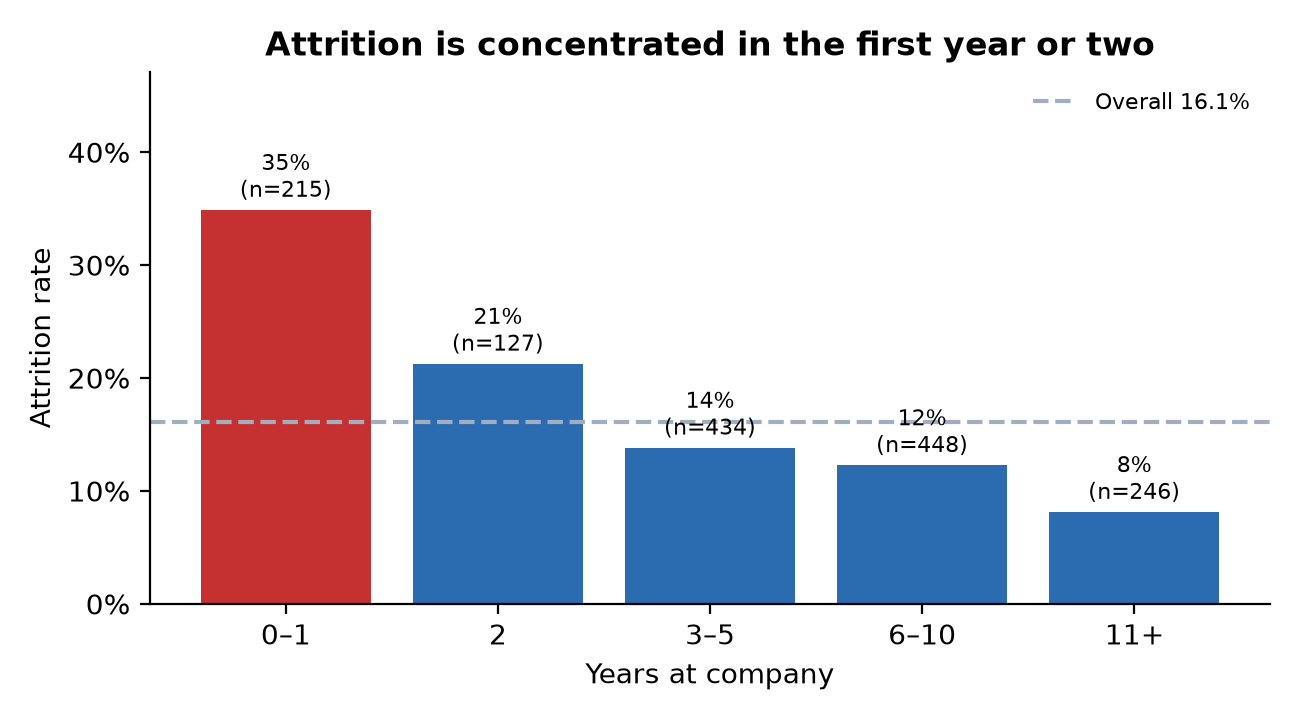 Attrition is concentrated in the first year or two
Overall 16.1%
Attrition rate
40%
30%
20%
10%
0%
35%
(n=215)
21%
(n=127)
14%
(n=434)
12%
(n=448)
8%
(n=246)
0–1
2
3–5
6–10
11+
Years at company